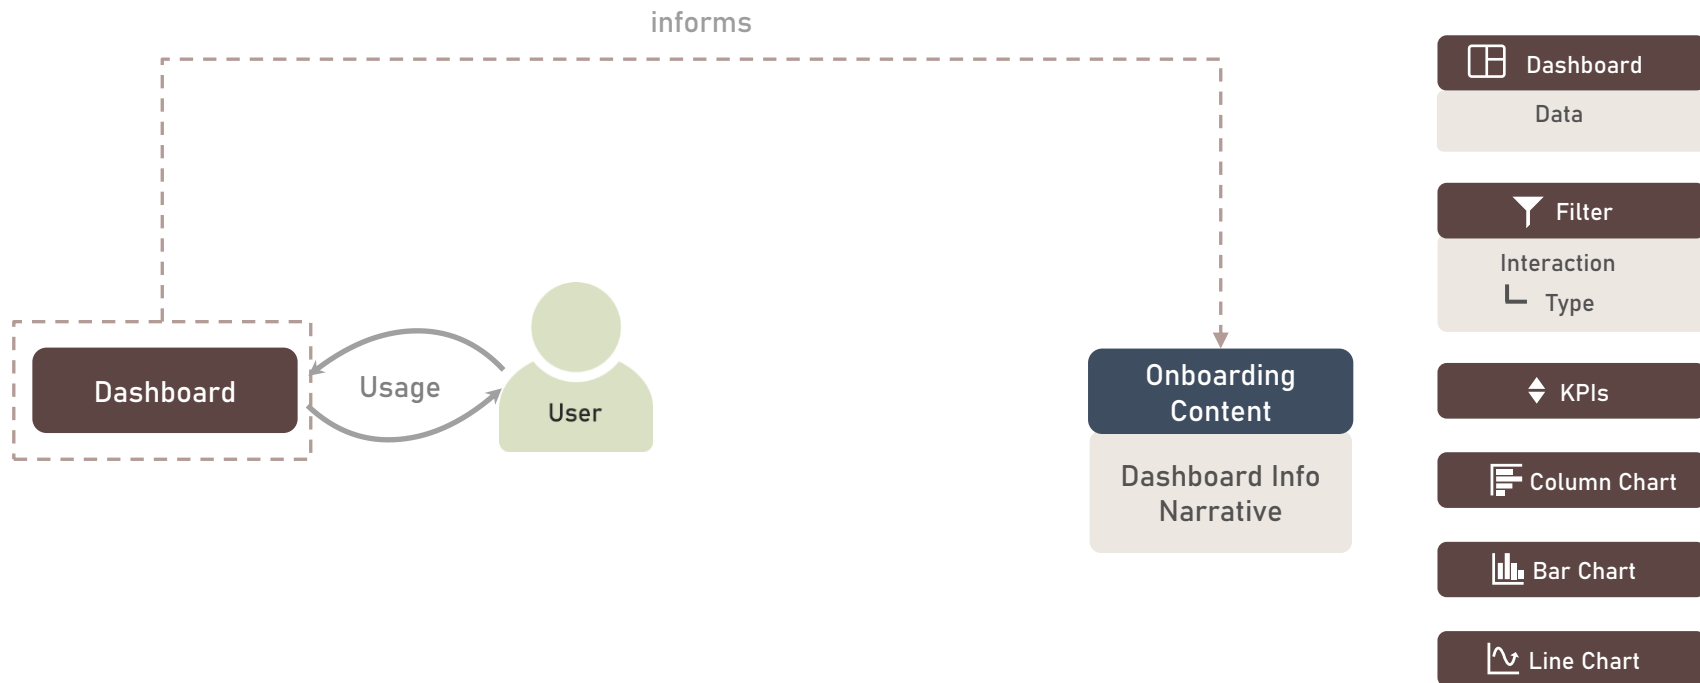 informs
Dashboard
Usage
User
Onboarding
Content
Dashboard Info
Narrative
Dashboard
Data
Filter
Interaction
Type
KPIs
Column Chart
Bar Chart
Line Chart